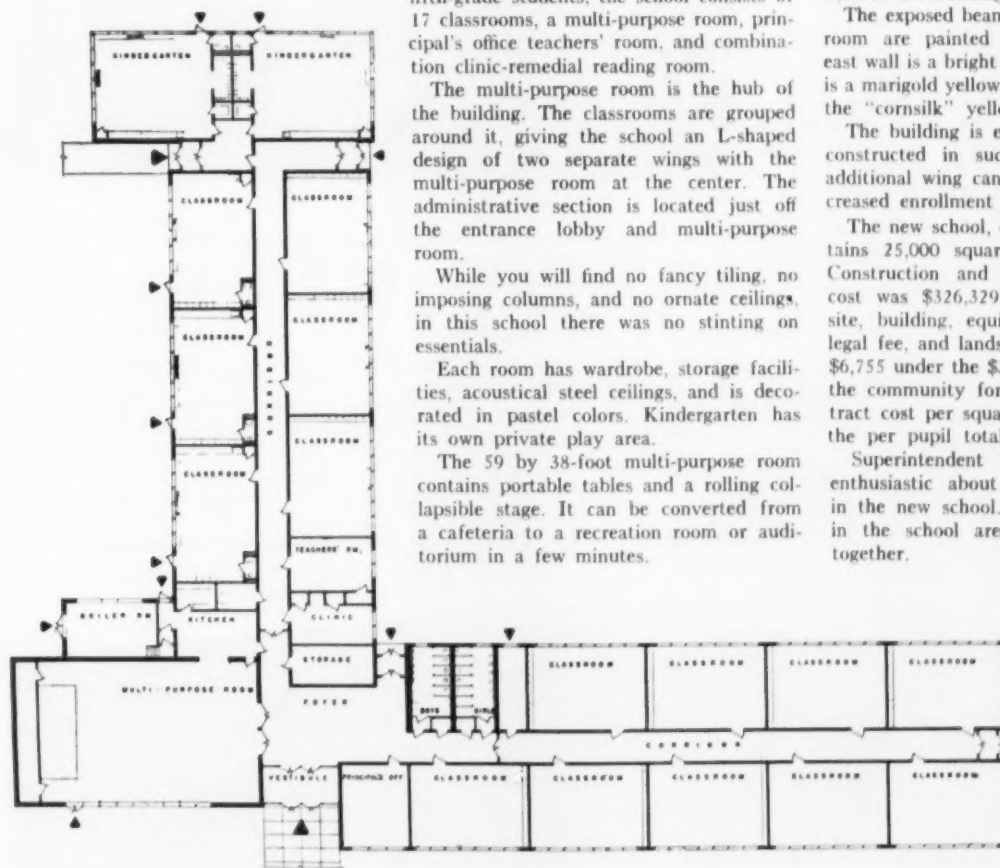 17 classrooms, a multi-purpose room, prin-
cipal's office teachers' room, and combina-
tion clinic-remedial reading room.
The multi-purpose room is the hub of
the building. The classrooms are grouped
around it, giving the school an L-shaped
design of two separate wings with the
multi-purpose room at the center. The
administrative section is located just off
the entrance lobby and multi-purpose
room.
While you will find no fancy tiling, no
imposing columns, and no ornate ceilings,
in this school there was no stinting on
essentials.
Each room has wardrobe, storage facili-
ties, acoustical steel ceilings, and is deco-
rated in pastel colors. Kindergarten has
its own private play area.
The 59 by 38-foot multi-purpose room
contains portable tables and a rolling col-
lapsible stage. It can be converted from
a cafeteria to a recreation room or audi-
torium in a few minutes.
The exposed beam
room are painted
east wall is a bright
is a marigold yellow
the "cornsilk" yell
The building is e
constructed in suc
additional wing can
creased enrollment
The new school,
tains 25,000 squar
Construction and
cost was $326,329
site, building, equi
legal fee, and lands
$6,755 under the $
the community for
tract cost per squar
the per pupil total
Superintendent
enthusiastic about
in the new school.
in the school are
together.
KINDERGARTEN KINDERGARTEN
CLASSROOM CLASSROOM
CLASSROOM CLASSROOM
CORRIDOR
CLASSROOM CLASSROOM
TEACHERS' RM.
BOILER RM. KITCHEN CLINIC
STORAGE
MULTI-PURPOSE ROOM FOYER
BOYS GIRLS
CLASSROOM CLASSROOM CLASSROOM CLASSROOM
CORRIDOR
VESTIBULE PRINCIPAL'S OFF. CLASSROOM CLASSROOM CLASSROOM CLASSROOM CLASSROOM